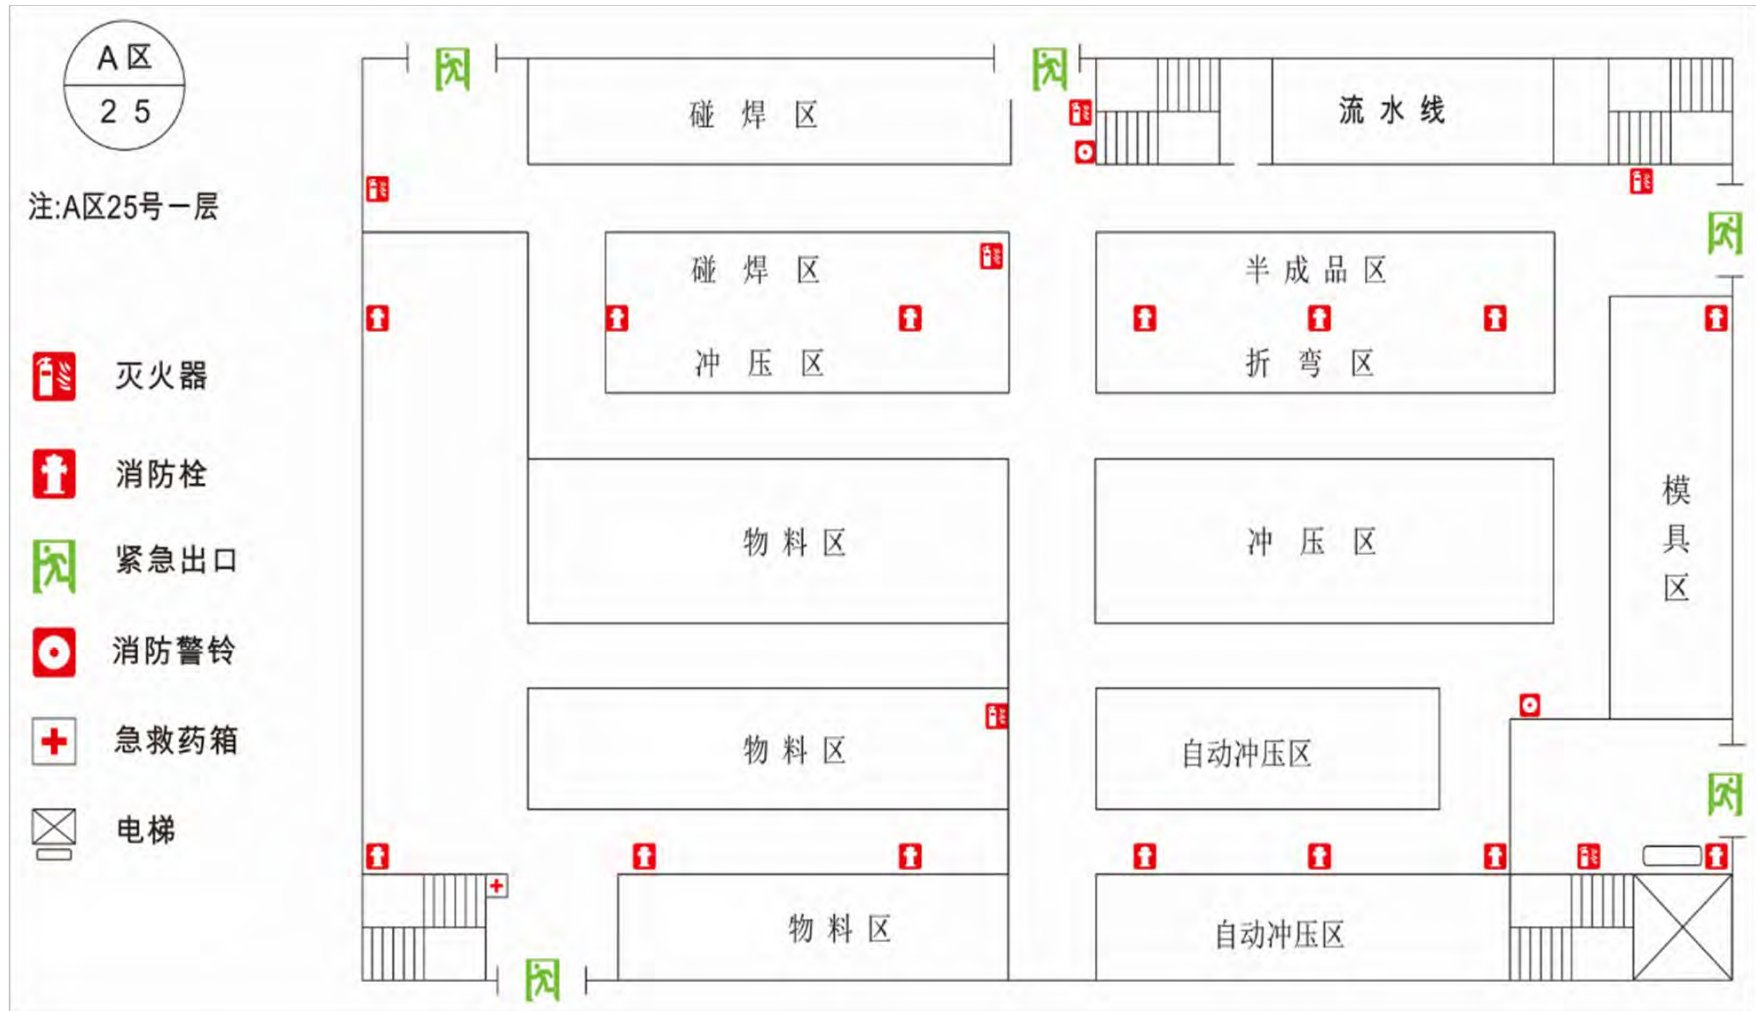 A区
25
注:A区25号一层
灭火器
消防栓
紧急出口
消防警铃
急救药箱
电梯
碰焊区
流水线
碰焊区
冲压区
半成品区
折弯区
物料区
冲压区
模具区
物料区
自动冲压区
物料区
自动冲压区